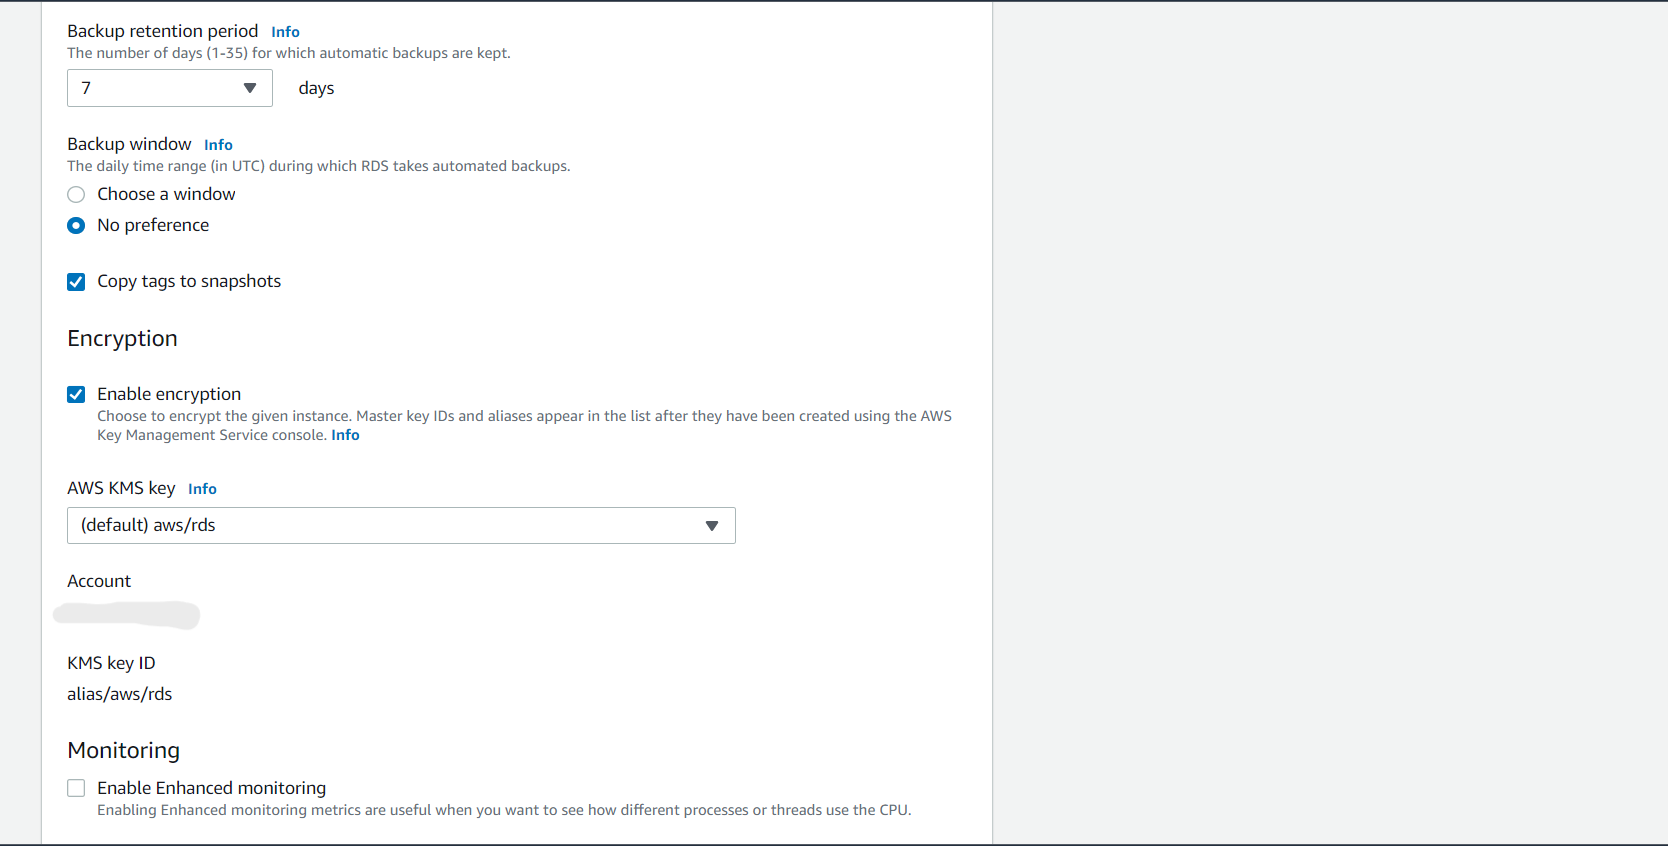 Backup retention period Info
The number of days (1-35) for which automatic backups are kept.
7 days
Backup window Info
The daily time range (in UTC) during which RDS takes automated backups.
Choose a window
No preference
Copy tags to snapshots
Encryption
Enable encryption
Choose to encrypt the given instance. Master key IDs and aliases appear in the list after they have been created using the AWS
Key Management Service console. Info
AWS KMS key Info
(default) aws/rds
Account
KMS key ID
alias/aws/rds
Monitoring
Enable Enhanced monitoring
Enabling Enhanced monitoring metrics are useful when you want to see how different processes or threads use the CPU.